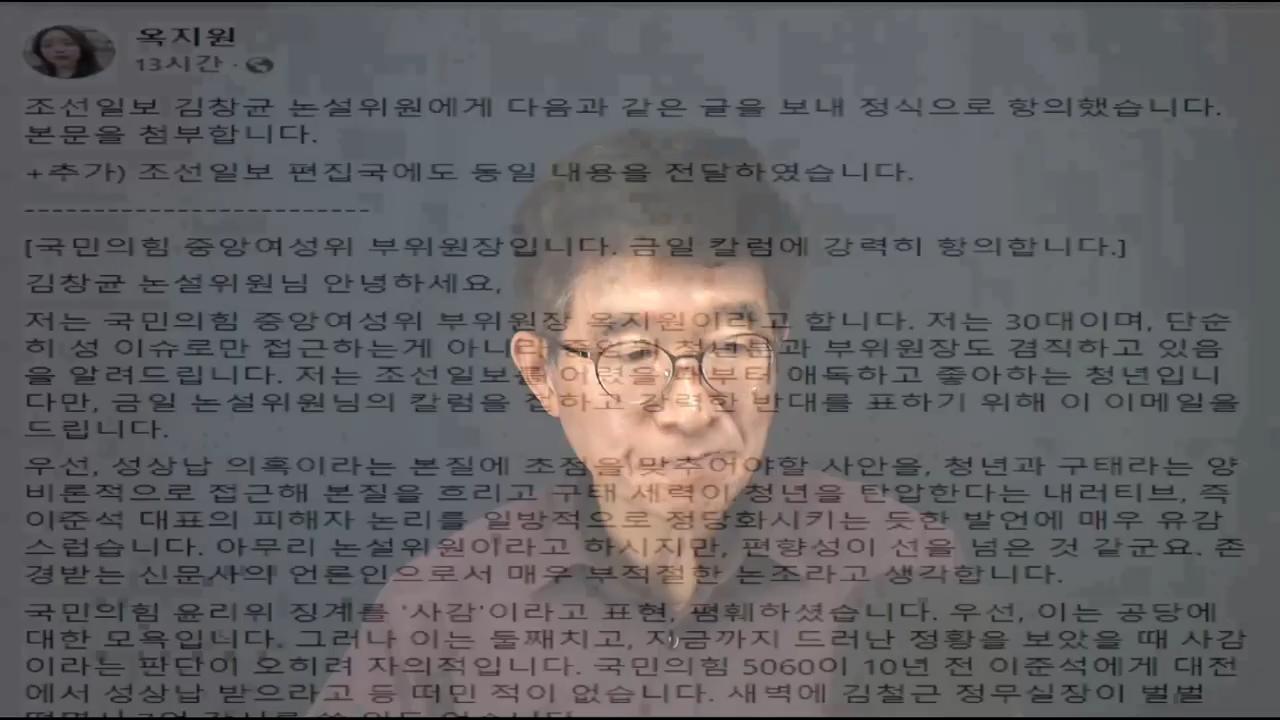 옥지원
13시간 ·
조선일보 김창균 논설위원에게 다음과 같은 글을 보내 정식으로 항의했습니다.
본문을 첨부합니다.
+추가) 조선일보 편집국에도 동일 내용을 전달하였습니다.
-------------------------
[국민의힘 중앙여성위 부위원장입니다. 금일 칼럼에 강력히 항의합니다.]
김창균 논설위원님 안녕하세요,
저는 국민의힘 중앙여성위 부위원장 옥지원이라고 합니다. 저는 30대이며, 단순
히 성 이슈로만 접근하는게 아니라 부위원장도 겸직하고 있음
을 알려드립니다. 저는 조선일보를 어렸을 때부터 애독하고 좋아하는 청년입니
다만, 금일 논설위원님의 칼럼을 접하고 강력한 반대를 표하기 위해 이 이메일을
드립니다.
우선, 성상납 의혹이라는 본질에 초점을 맞추어야할 사안을, 청년과 구태라는 양
비론적으로 접근해 본질을 흐리고 구태 세력이 청년을 탄압한다는 내러티브, 즉
이준석 대표의 피해자 논리를 일방적으로 정당화시키는 듯한 발언에 매우 유감
스럽습니다. 아무리 논설위원이라고 하시지만, 편향성이 선을 넘은 것 같군요. 존
경받는 신문사의 언론인으로서 매우 부적절한 논조라고 생각합니다.
국민의힘 윤리위 징계를 '사감'이라고 표현, 폄훼하셨습니다. 우선, 이는 공당에
대한 모욕입니다. 그러나 이는 둘째치고, 지금까지 드러난 정황을 보았을 때 사감
이라는 판단이 오히려 자의적입니다. 국민의힘 5060이 10년 전 이준석에게 대전
에서 성상납 받으라고 등 떠민 적이 없습니다. 새벽에 김철근 정무실장이 벌벌